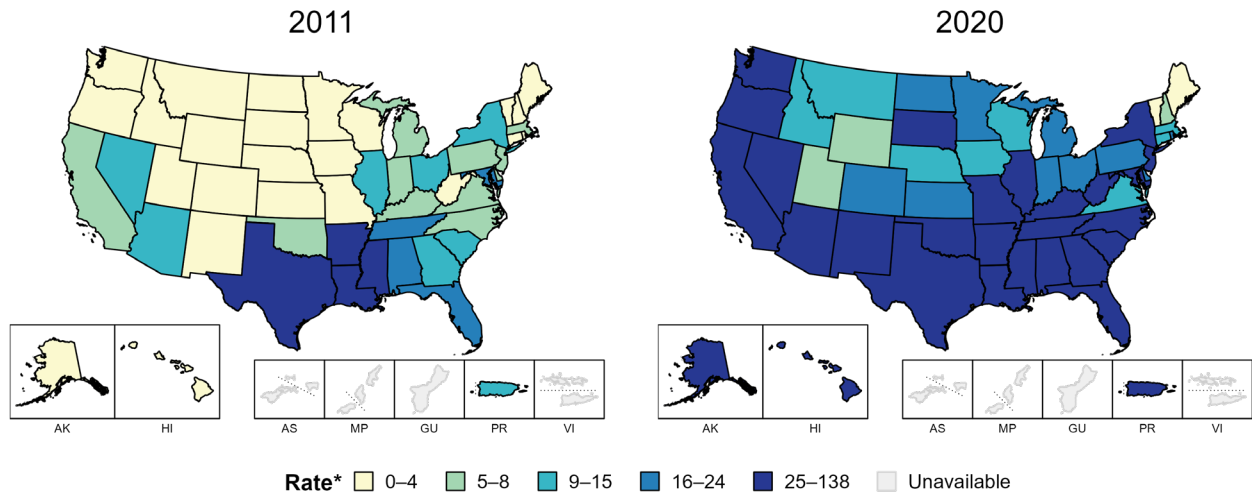 2011 2020
AK HI AS MP GU PR VI AK HI AS MP GU PR VI
Rate* 0–4 5–8 9–15 16–24 25–138 Unavailable